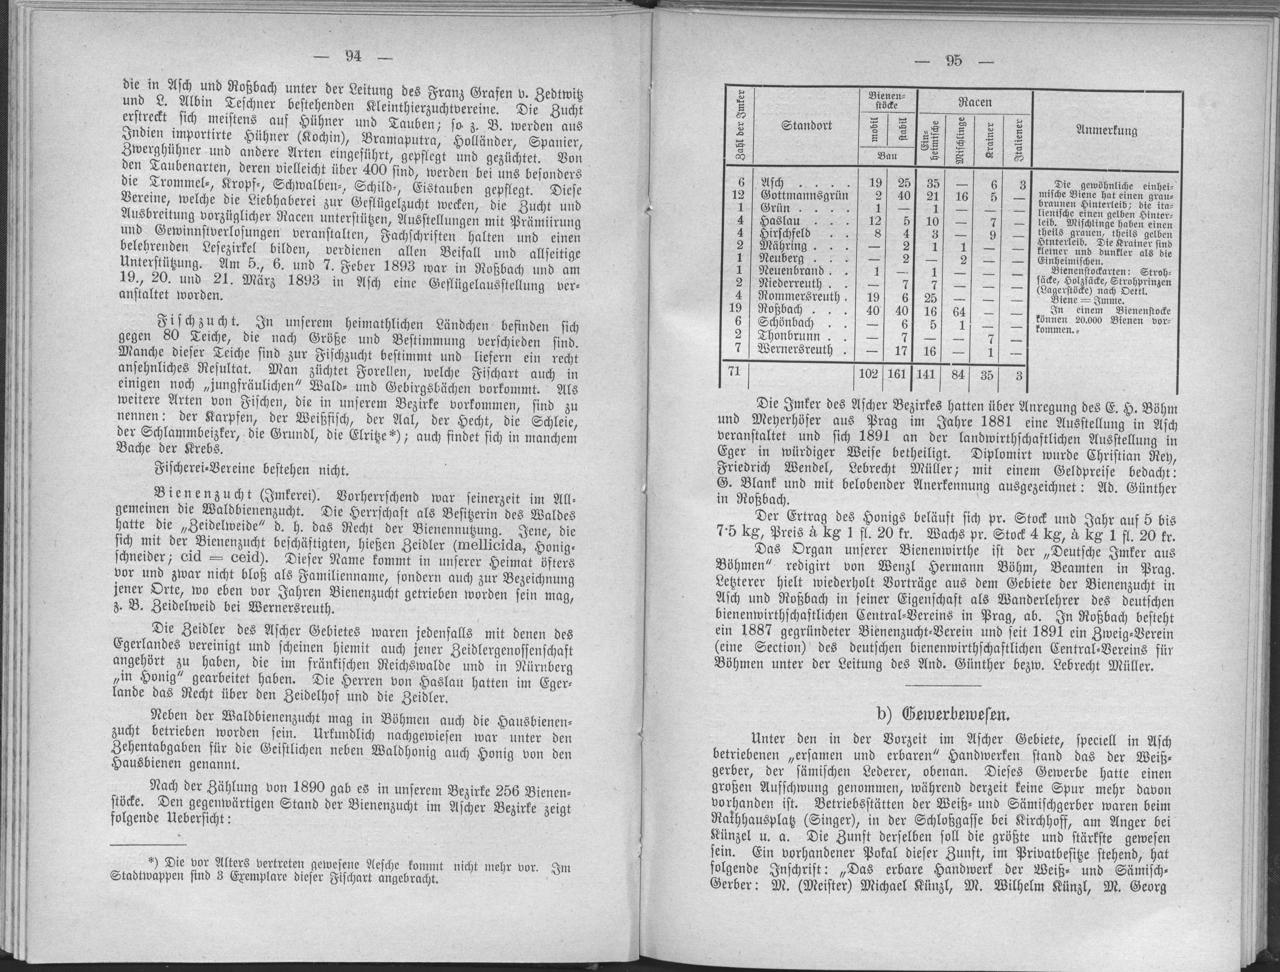 — 94 —
die in Asch und Roßbach unter der Leitung des Franz Grafen v. Zedtwitz
und L. Albin Teschner bestehenden Kleinthierzuchtvereine. Die Zucht
erstreckt sich meistens auf Hühner und Tauben; so z. B. werden aus
Indien importirte Hühner (Kochin), Bramaputra, Holländer, Spanier,
Zwerghühner und andere Arten eingeführt, gepflegt und gezüchtet. Von
den Taubenarten, deren vielleicht über 400 sind, werden bei uns besonders
die Trommel-, Kropf-, Schwalben-, Schild-, Eistauben gepflegt. Diese
Vereine, welche die Liebhaberei zur Geflügelzucht wecken, die Zucht und
Ausbreitung vorzüglicher Racen unterstützen, Ausstellungen mit Prämiirung
und Gewinnstverlosungen veranstalten, Fachschriften halten und einen
belehrenden Lesezirkel bilden, verdienen allen Beifall und allseitige
Unterstützung. Am 5., 6. und 7. Feber 1893 war in Roßbach und am
19., 20. und 21. März 1893 in Asch eine Geflügelausstellung ver-
anstaltet worden.
Fischzucht. In unserem heimathlichen Ländchen befinden sich
gegen 80 Teiche, die nach Größe und Bestimmung verschieden sind.
Manche dieser Teiche sind zur Fischzucht bestimmt und liefern ein recht
ansehnliches Resultat. Man züchtet Forellen, welche Fischart auch in
einigen noch „jungfräulichen" Wald- und Gebirgsbächen vorkommt. Als
weitere Arten von Fischen, die in unserem Bezirke vorkommen, sind zu
nennen: der Karpfen, der Weißfisch, der Aal, der Hecht, die Schleie,
der Schlammbeizker, die Grundl, die Elritze*); auch findet sich in manchem
Bache der Krebs.
Fischerei-Vereine bestehen nicht.
Bienenzucht (Imkerei). Vorherrschend war seinerzeit im All-
gemeinen die Waldbienenzucht. Die Herrschaft als Besitzerin des Waldes
hatte die „Zeidelweide" d. h. das Recht der Bienennutzung. Jene, die
sich mit der Bienenzucht beschäftigten, hießen Zeidler (mellicida, Honig-
schneider; cid = ceid). Dieser Name kommt in unserer Heimat öfters
vor und zwar nicht bloß als Familienname, sondern auch zur Bezeichnung
jener Orte, wo eben vor Jahren Bienenzucht getrieben worden sein mag,
z. B. Zeidelweid bei Wernersreuth.
Die Zeidler des Ascher Gebietes waren jedenfalls mit denen des
Egerlandes vereinigt und scheinen hiemit auch jener Zeidlergenossenschaft
angehört zu haben, die im fränkischen Reichswalde und in Nürnberg
„in Honig" gearbeitet haben. Die Herren von Haslau hatten im Eger-
lande das Recht über den Zeidelhof und die Zeidler.
Neben der Waldbienenzucht mag in Böhmen auch die Hausbienen-
zucht betrieben worden sein. Urkundlich nachgewiesen war unter den
Zehentabgaben für die Geistlichen neben Waldhonig auch Honig von den
Hausbienen genannt.
Nach der Zählung von 1890 gab es in unserem Bezirke 256 Bienen-
stöcke. Den gegenwärtigen Stand der Bienenzucht im Ascher Bezirke zeigt
folgende Uebersicht:
*) Die vor Alters vertreten gewesene Aesche kommt nicht mehr vor. Im
Stadtwappen sind 3 Exemplare dieser Fischart angebracht.
— 95 —
Zahl der Imker
Standort
Bienen-
stöcke
mobil
stabil
Bau
Racen
Ein-
heimische
Mischlinge
Krainer
Italiener
Anmerkung
6 Asch . . . . 19 25 35 — 6 3
12 Gottmannsgrün 2 40 21 16 5 —
1 Grün . . . . 1 — 1 — — —
4 Haslau . . . 12 5 10 — 7 —
4 Hirschfeld . . 8 4 3 — 9 —
2 Mähring . . . — 2 1 1 — —
1 Neuberg . . . — 2 — 2 — —
1 Neuenbrand . . 1 — 1 — — —
2 Niederreuth . . — 7 7 — — —
4 Rommersreuth . 19 6 25 — — —
19 Roßbach . . . 40 40 16 64 — —
6 Schönbach . . — 6 5 1 — —
2 Thonbrunn . . — 7 — — 7 —
7 Wernersreuth . — 17 16 — 1 —
71 102 161 141 84 35 3
Die gewöhnliche einhei-
mische Biene hat einen grau-
braunen Hinterleib; die ita-
lienische einen gelben Hinter-
leib. Mischlinge haben einen
theils grauen, theils gelben
Hinterleib. Die Krainer sind
kleiner und dunkler als die
Einheimischen.
Bienenstockarten: Stroh-
säcke, Holzsäcke, Strohprinzen
(Lagerstöcke) nach Oettl.
Biene = Imme.
In einem Bienenstocke
können 20.000 Bienen vor-
kommen.
Die Imker des Ascher Bezirkes hatten über Anregung des E. H. Böhm
und Meyerhöfer aus Prag im Jahre 1881 eine Ausstellung in Asch
veranstaltet und sich 1891 an der landwirthschaftlichen Ausstellung in
Eger in würdiger Weise betheiligt. Diplomirt wurde Christian Rey,
Friedrich Wendel, Lebrecht Müller; mit einem Geldpreise bedacht:
G. Blank und mit belobender Anerkennung ausgezeichnet: Ad. Günther
in Roßbach.
Der Ertrag des Honigs beläuft sich pr. Stock und Jahr auf 5 bis
7·5 kg, Preis à kg 1 fl. 20 kr. Wachs pr. Stock 4 kg, à kg 1 fl. 20 kr.
Das Organ unserer Bienenwirthe ist der „Deutsche Imker aus
Böhmen" redigirt von Wenzl Hermann Böhm, Beamten in Prag.
Letzterer hielt wiederholt Vorträge aus dem Gebiete der Bienenzucht in
Asch und Roßbach in seiner Eigenschaft als Wanderlehrer des deutschen
bienenwirthschaftlichen Central-Vereins in Prag, ab. In Roßbach besteht
ein 1887 gegründeter Bienenzucht-Verein und seit 1891 ein Zweig-Verein
(eine Section) des deutschen bienenwirthschaftlichen Central-Vereins für
Böhmen unter der Leitung des And. Günther bezw. Lebrecht Müller.
b) Gewerbewesen.
Unter den in der Vorzeit im Ascher Gebiete, speciell in Asch
betriebenen „ersamen und erbaren" Handwerken stand das der Weiß-
gerber, der sämischen Lederer, obenan. Dieses Gewerbe hatte einen
großen Aufschwung genommen, während derzeit keine Spur mehr davon
vorhanden ist. Betriebsstätten der Weiß- und Sämischgerber waren beim
Rathhausplatz (Singer), in der Schloßgasse bei Kirchhoff, am Anger bei
Künzel u. a. Die Zunft derselben soll die größte und stärkste gewesen
sein. Ein vorhandener Pokal dieser Zunft, im Privatbesitze stehend, hat
folgende Inschrift: „Das erbare Handwerk der Weiß- und Sämisch-
Gerber: M. (Meister) Michael Künzl, M. Wilhelm Künzl, M. Georg